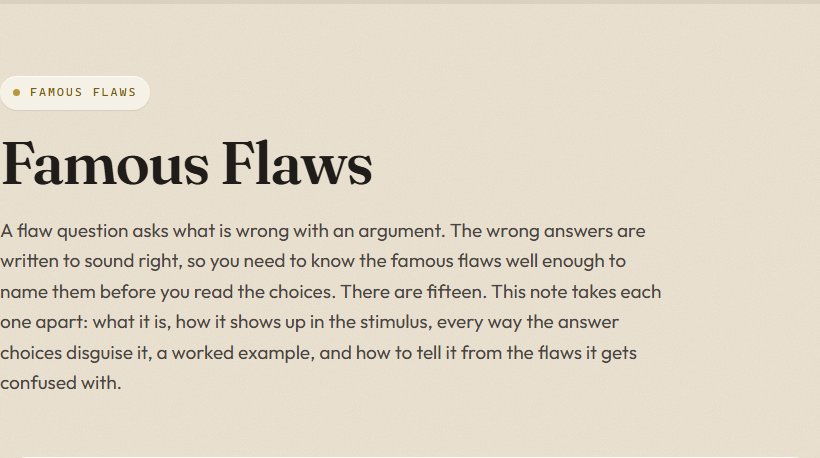 FAMOUS FLAWS
Famous Flaws
A flaw question asks what is wrong with an argument. The wrong answers are
written to sound right, so you need to know the famous flaws well enough to
name them before you read the choices. There are fifteen. This note takes each
one apart: what it is, how it shows up in the stimulus, every way the answer
choices disguise it, a worked example, and how to tell it from the flaws it gets
confused with.